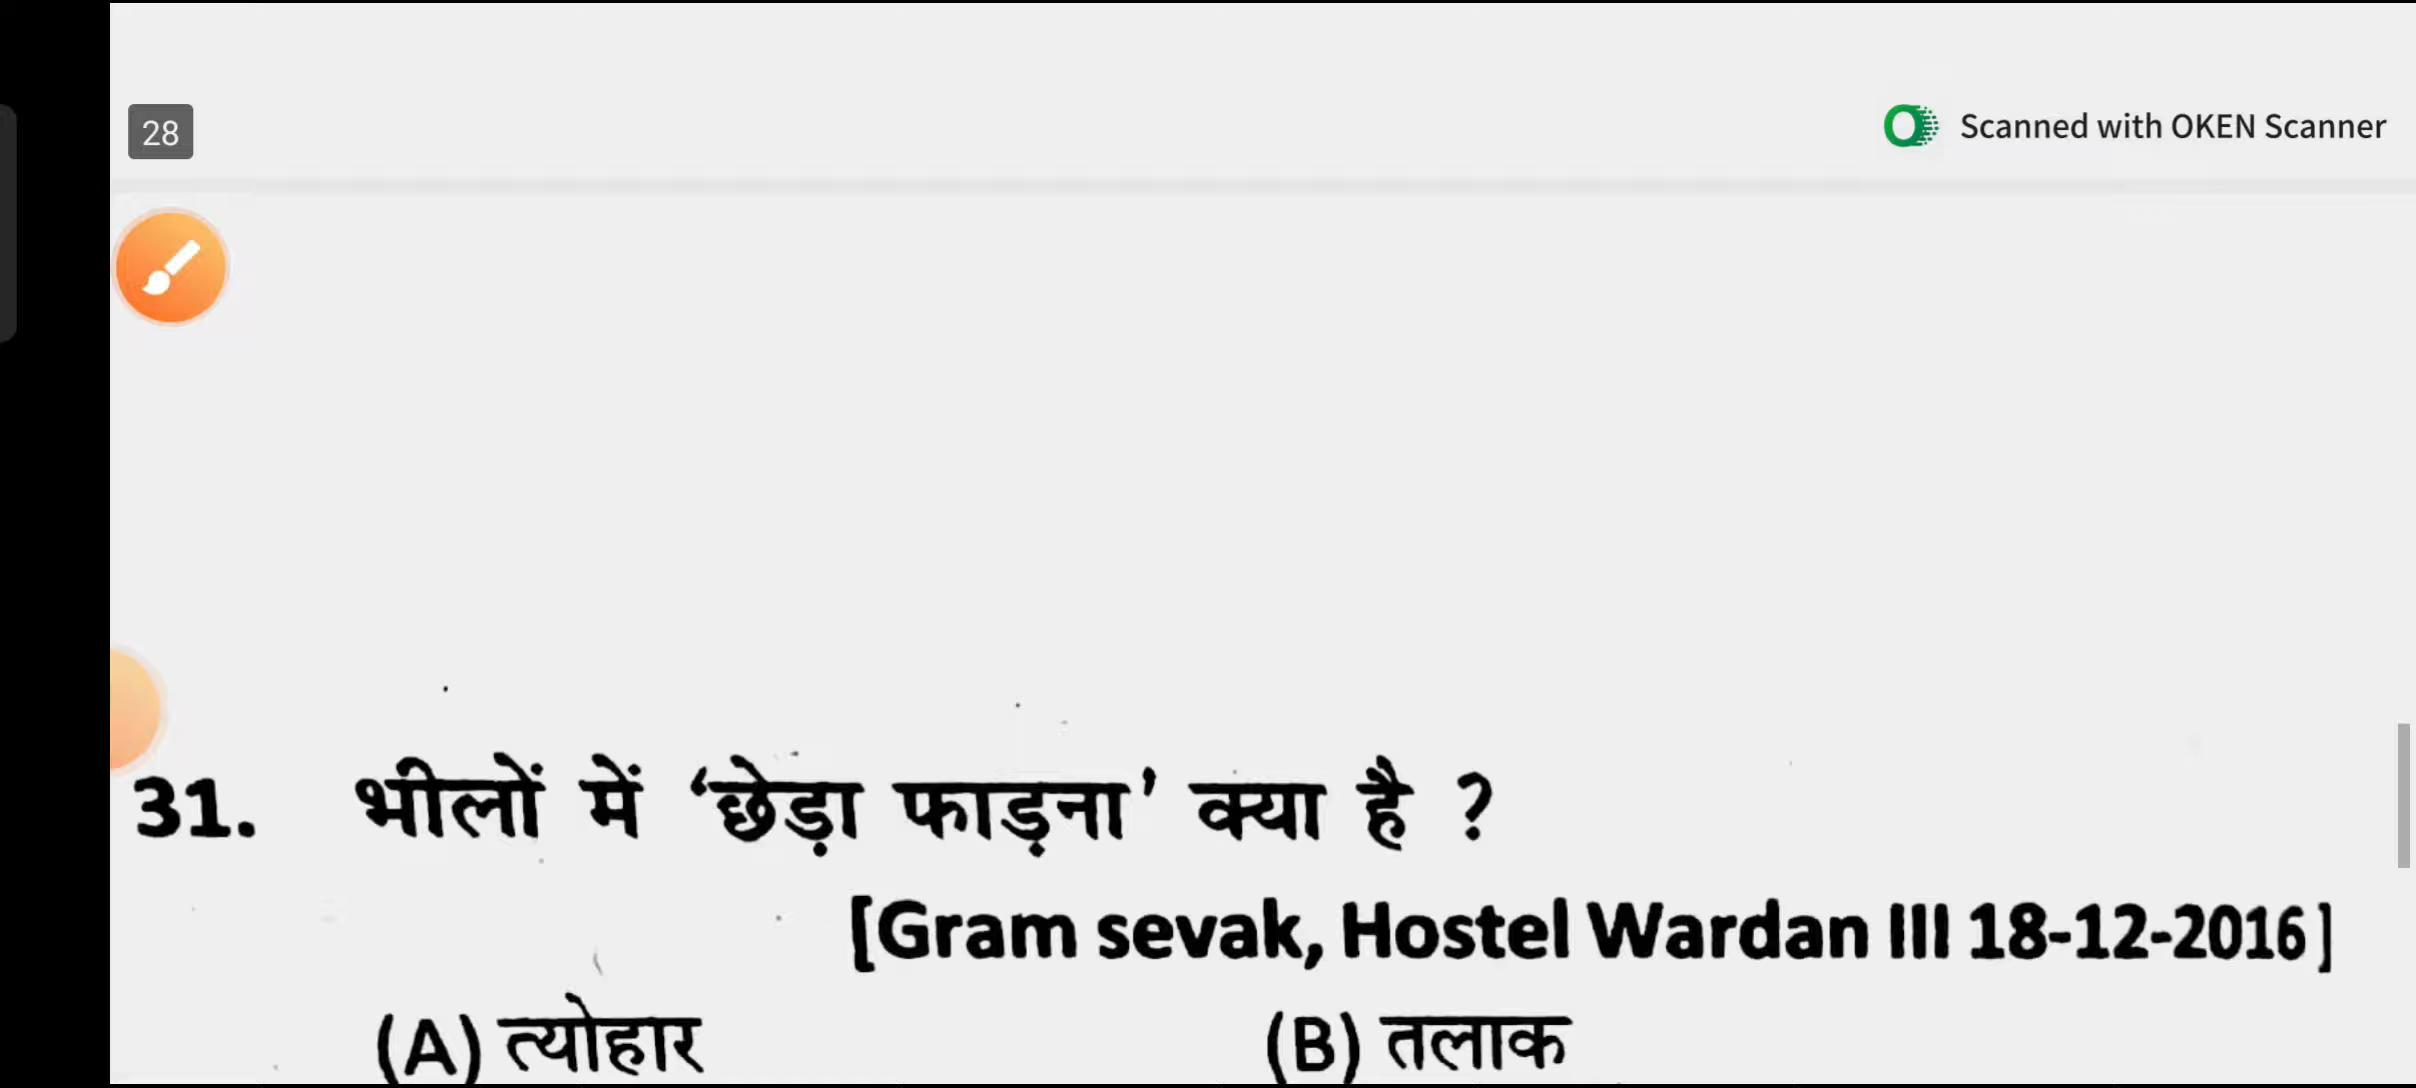 28
Scanned with OKEN Scanner
31. भीलों में ‘छेड़ा फाड़ना’ क्या है ?
[Gram sevak, Hostel Wardan III 18-12-2016]
(A) त्योहार (B) तलाक